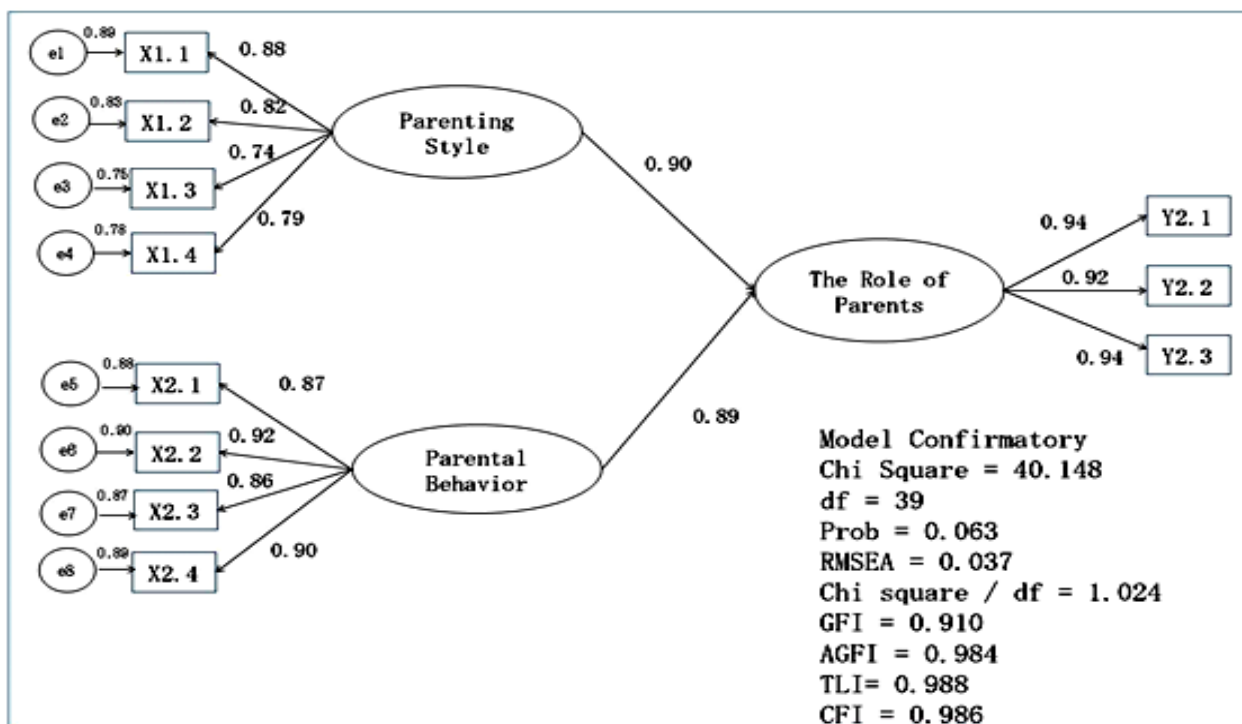 e1
0.89
X1.1
0.88
e2
0.83
X1.2
0.82
e3
0.75
X1.3
0.74
e4
0.78
X1.4
0.79
Parenting
Style
0.90
e5
0.88
X2.1
0.87
e6
0.90
X2.2
0.92
e7
0.87
X2.3
0.86
e8
0.89
X2.4
0.90
Parental
Behavior
0.89
The Role of
Parents
0.94
Y2.1
0.92
Y2.2
0.94
Y2.3
Model Confirmatory
Chi Square = 40.148
df = 39
Prob = 0.063
RMSEA = 0.037
Chi square / df = 1.024
GFI = 0.910
AGFI = 0.984
TLI= 0.988
CFI = 0.986